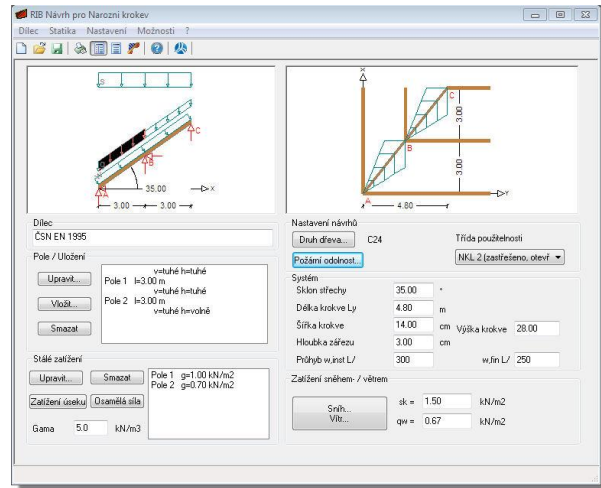 RIB Návrh pro Narozni krokev
Dílec Statika Nastavení Možnosti ?
S
C
B
A
35.00
x
3.00 3.00
x
C
3.00
B
3.00
A
Y
4.80
Dílec
ČSN EN 1995
Pole / Uložení
Upravit...
Vložit...
Smazat
v=tuhé h=tuhé
Pole 1 l=3.00 m
v=tuhé h=tuhé
Pole 2 l=3.00 m
v=tuhé h=volně
Stálé zatížení
Upravit... Smazat
Zatížení úseku Osamělá síla
Gama 5.0 kN/m3
Pole 1 g=1.00 kN/m2
Pole 2 g=0.70 kN/m2
Nastavení návrhů
Druh dřeva... C24
Požární odolnost...
Třída použitelnosti
NKL 2 (zastřešeno, otevř
Systém
Sklon střechy 35.00 °
Délka krokve Ly 4.80 m
Šířka krokve 14.00 cm Výška krokve 28.00
Hloubka zářezu 3.00 cm
Průhyb w,inst L/ 300 w,fin L/ 250
Zatížení sněhem- / větrem
Sníh...
Vítr...
sk = 1.50 kN/m2
qw = 0.67 kN/m2